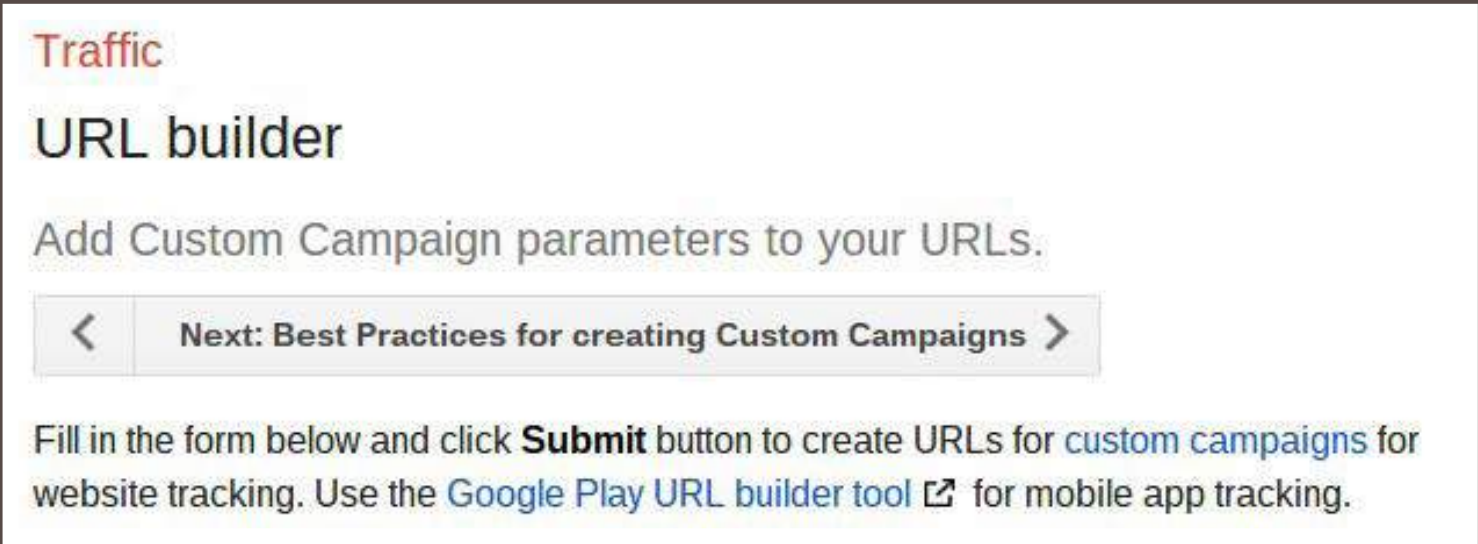 Traffic
URL builder
Add Custom Campaign parameters to your URLs.
Next: Best Practices for creating Custom Campaigns
Fill in the form below and click Submit button to create URLs for custom campaigns for
website tracking. Use the Google Play URL builder tool for mobile app tracking.